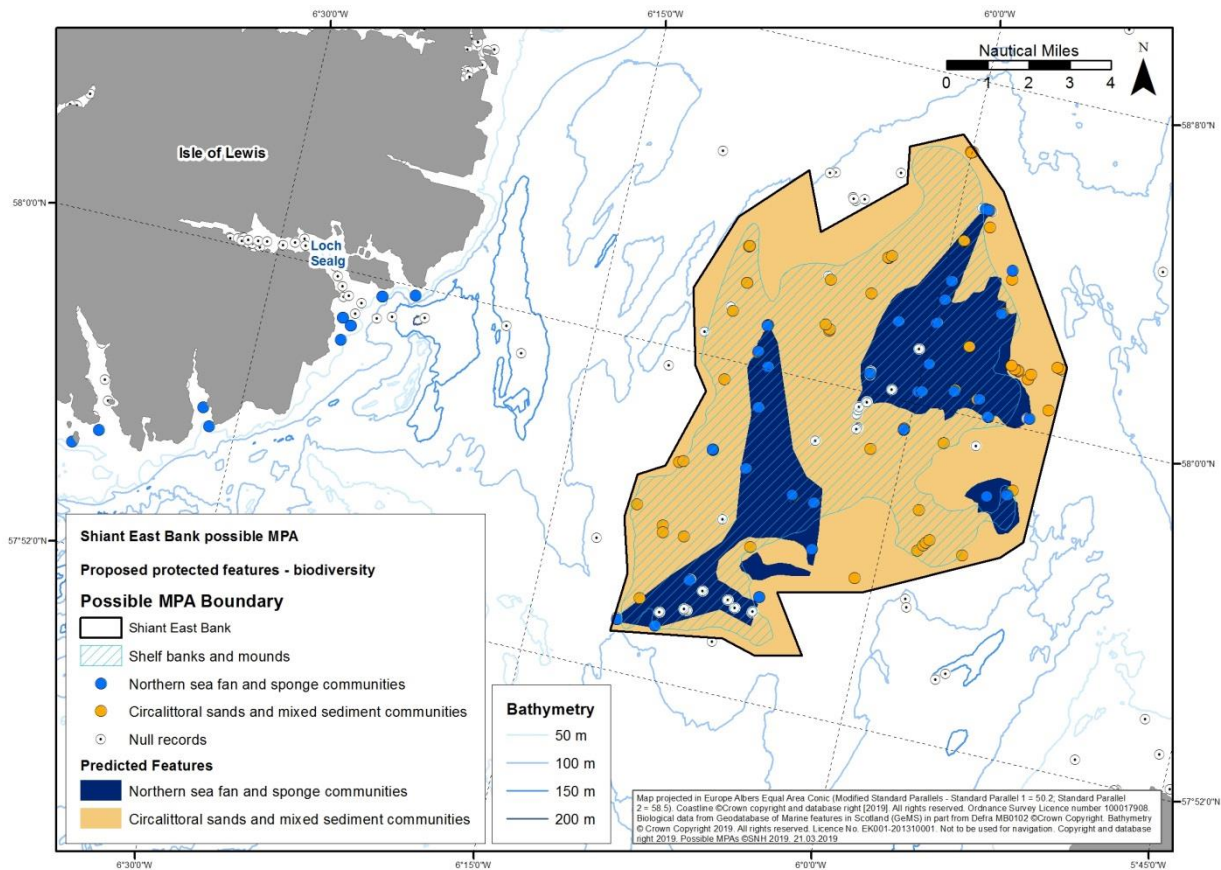 6°30'0"W
6°15'0"W
6°0'0"W
Nautical Miles
N
0 1 2 3 4
58°8'0"N
Isle of Lewis
58°0'0"N
Loch
Sealg
58°0'0"N
57°52'0"N
Shiant East Bank possible MPA
Proposed protected features - biodiversity
Possible MPA Boundary
Shiant East Bank
Shelf banks and mounds
Northern sea fan and sponge communities
Circalittoral sands and mixed sediment communities
Null records
Predicted Features
Northern sea fan and sponge communities
Circalittoral sands and mixed sediment communities
Bathymetry
50 m
100 m
150 m
200 m
Map projected in Europe Albers Equal Area Conic (Modified Standard Parallels - Standard Parallel 1 = 50.2; Standard Parallel
2 = 58.5). Coastline ©Crown copyright and database right [2019]. All rights reserved. Ordnance Survey Licence number 100017908.
Biological data from Geodatabase of Marine features in Scotland (GeMS) in part from Defra MB0102 ©Crown Copyright. Bathymetry
© Crown Copyright 2019. All rights reserved. Licence No. EK001-201310001. Not to be used for navigation. Copyright and database
right 2019. Possible MPAs ©SNH 2019. 21.03.2019
57°52'0"N
6°30'0"W
6°15'0"W
6°0'0"W
5°45'0"W